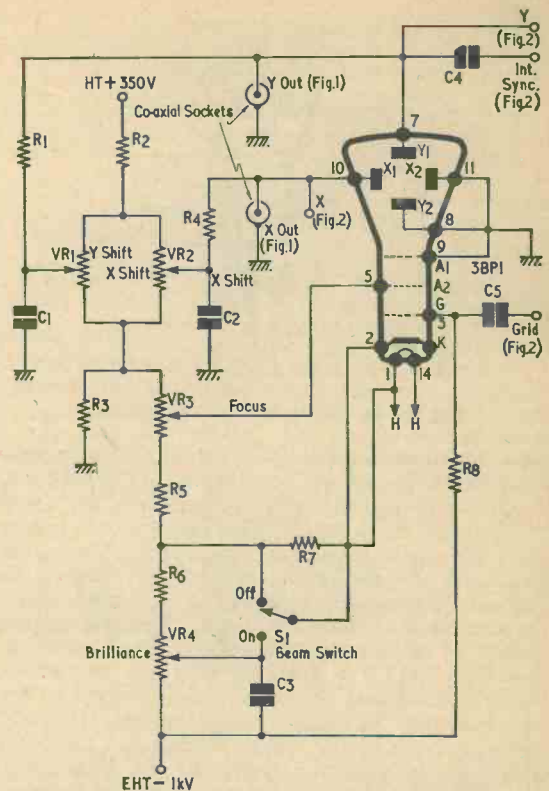 Y
(Fig.2)
C4
Int.
Sync.
(Fig.2)
HT+350V
Y Out (Fig.1)
Co-axial Sockets
R1
R2
7
10
X1
Y1
X2
11
Y2
R4
X Out
(Fig.1)
X
(Fig.2)
8
VR1
Y Shift
X Shift
VR2
X Shift
9
A1
3BP1
5
A2
G
C5
C1
C2
3
Grid
(Fig.2)
2
K
1
14
R3
VR3
Focus
H
H
R8
R5
R7
R6
Off
VR4
On
S1
Beam Switch
Brilliance
C3
EHT-1kV